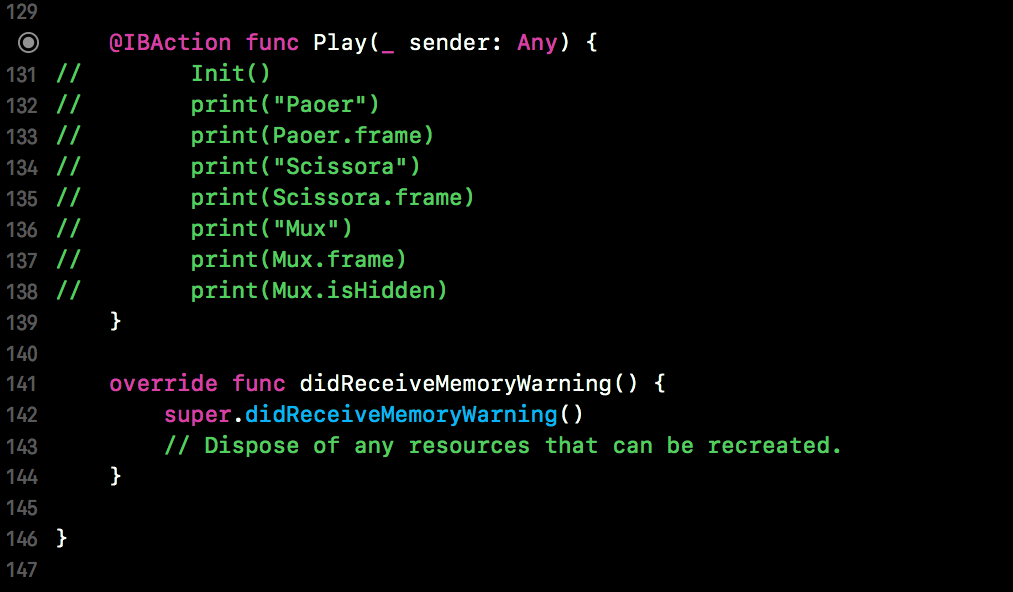 129
@IBAction func Play(_ sender: Any) {
131 //        Init()
132 //        print("Paoer")
133 //        print(Paoer.frame)
134 //        print("Scissora")
135 //        print(Scissora.frame)
136 //        print("Mux")
137 //        print(Mux.frame)
138 //        print(Mux.isHidden)
139     }
140
141     override func didReceiveMemoryWarning() {
142         super.didReceiveMemoryWarning()
143         // Dispose of any resources that can be recreated.
144     }
145
146 }
147